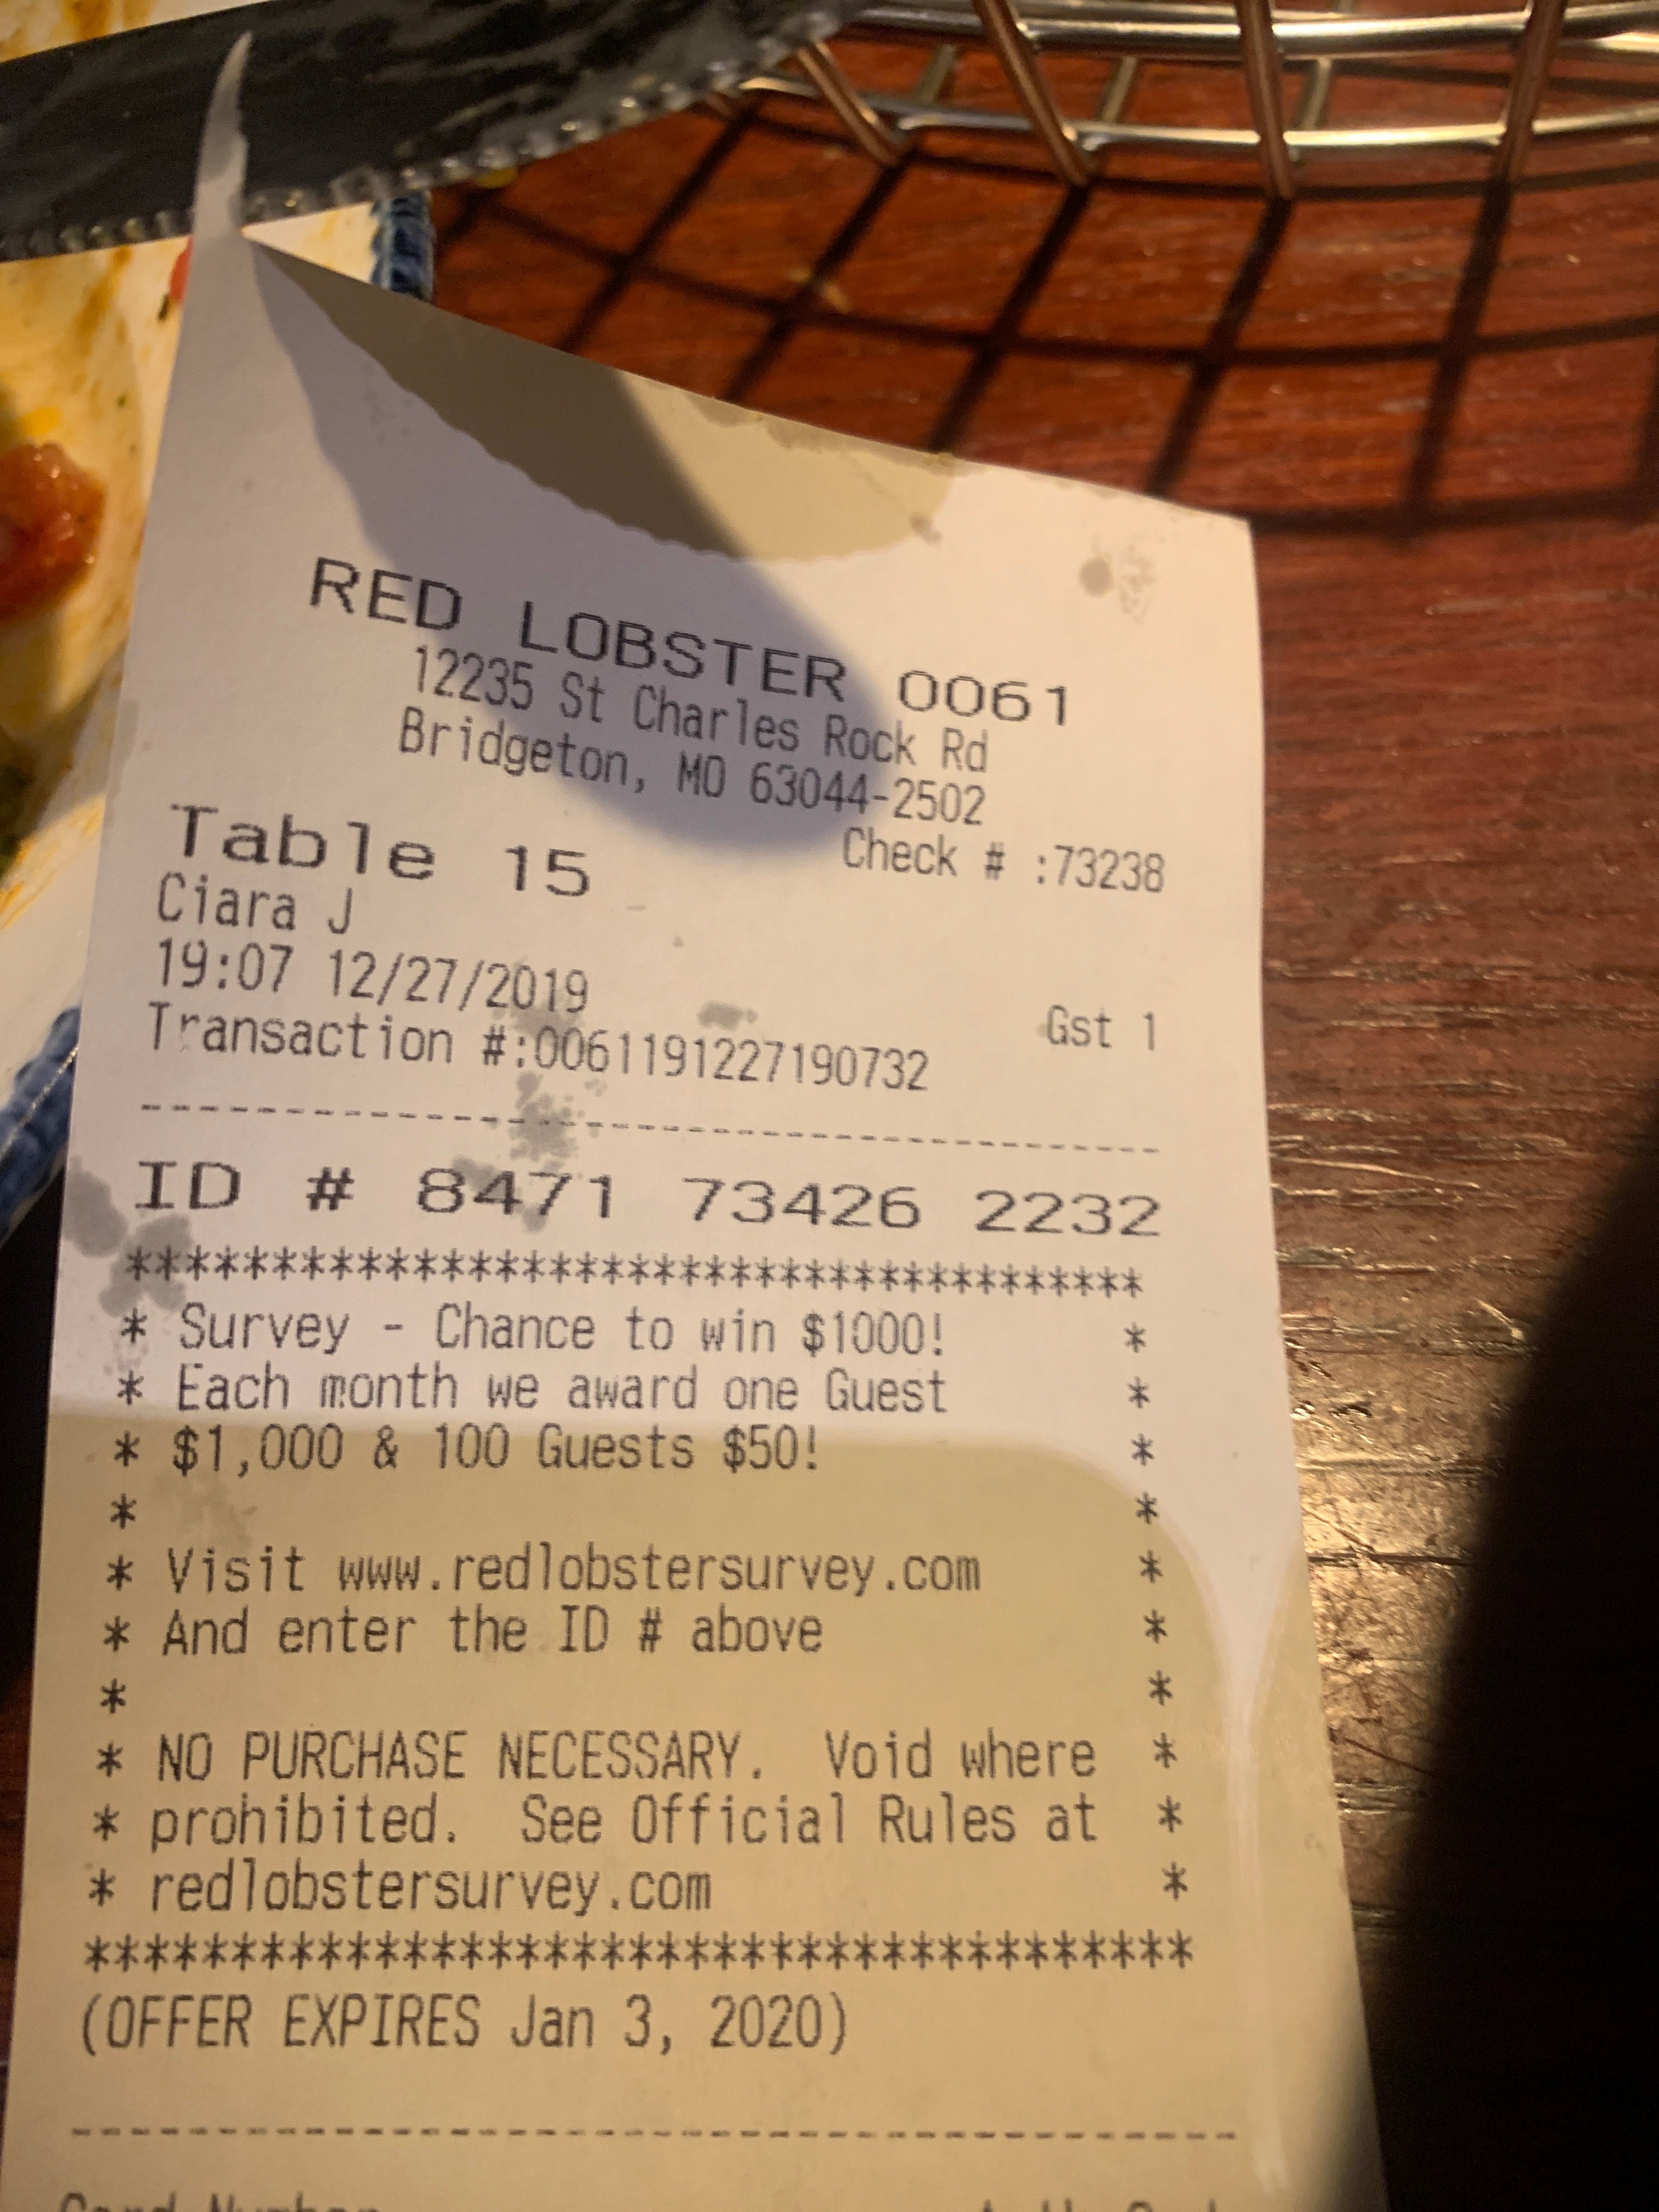 RED LOBSTER 0061
12235 St Charles Rock Rd
Bridgeton, MO 63044-2502
Table 15 Check # :73238
Ciara J
19:07 12/27/2019 Gst 1
Transaction #:0061191227190732
----------------------------------------
ID # 8471 73426 2232
****************************************
* Survey - Chance to win $1000! *
* Each month we award one Guest *
* $1,000 & 100 Guests $50! *
* *
* Visit www.redlobstersurvey.com *
* And enter the ID # above *
* *
* NO PURCHASE NECESSARY. Void where *
* prohibited. See Official Rules at *
* redlobstersurvey.com *
****************************************
(OFFER EXPIRES Jan 3, 2020)
----------------------------------------
Card Number